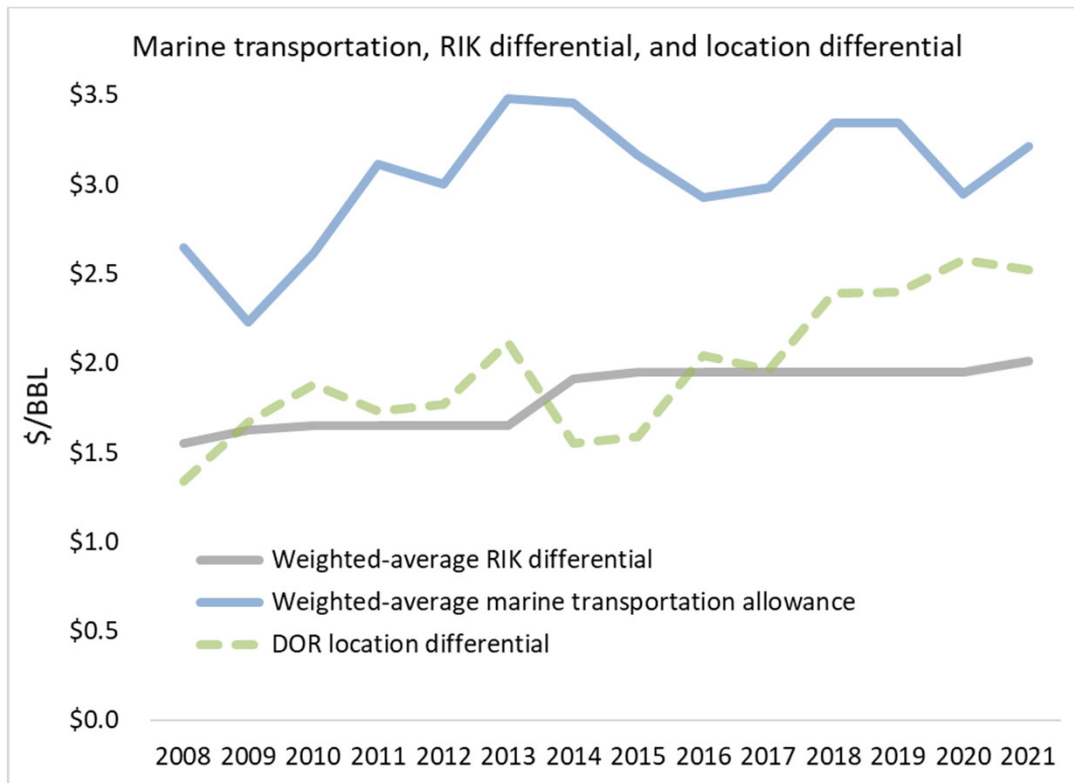 Marine transportation, RIK differential, and location differential
$3.5
$3.0
$2.5
$2.0
$1.5
$1.0
$0.5
$0.0
$/BBL
Weighted-average RIK differential
Weighted-average marine transportation allowance
DOR location differential
2008 2009 2010 2011 2012 2013 2014 2015 2016 2017 2018 2019 2020 2021